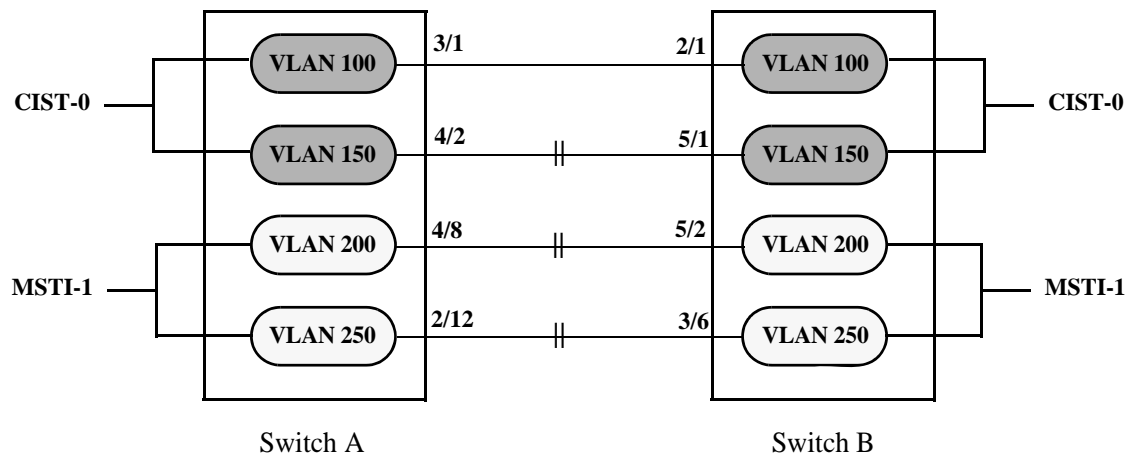 3/1 2/1
VLAN 100 VLAN 100
CIST-0 CIST-0
4/2 5/1
VLAN 150 VLAN 150
4/8 5/2
VLAN 200 VLAN 200
MSTI-1 MSTI-1
2/12 3/6
VLAN 250 VLAN 250
Switch A Switch B